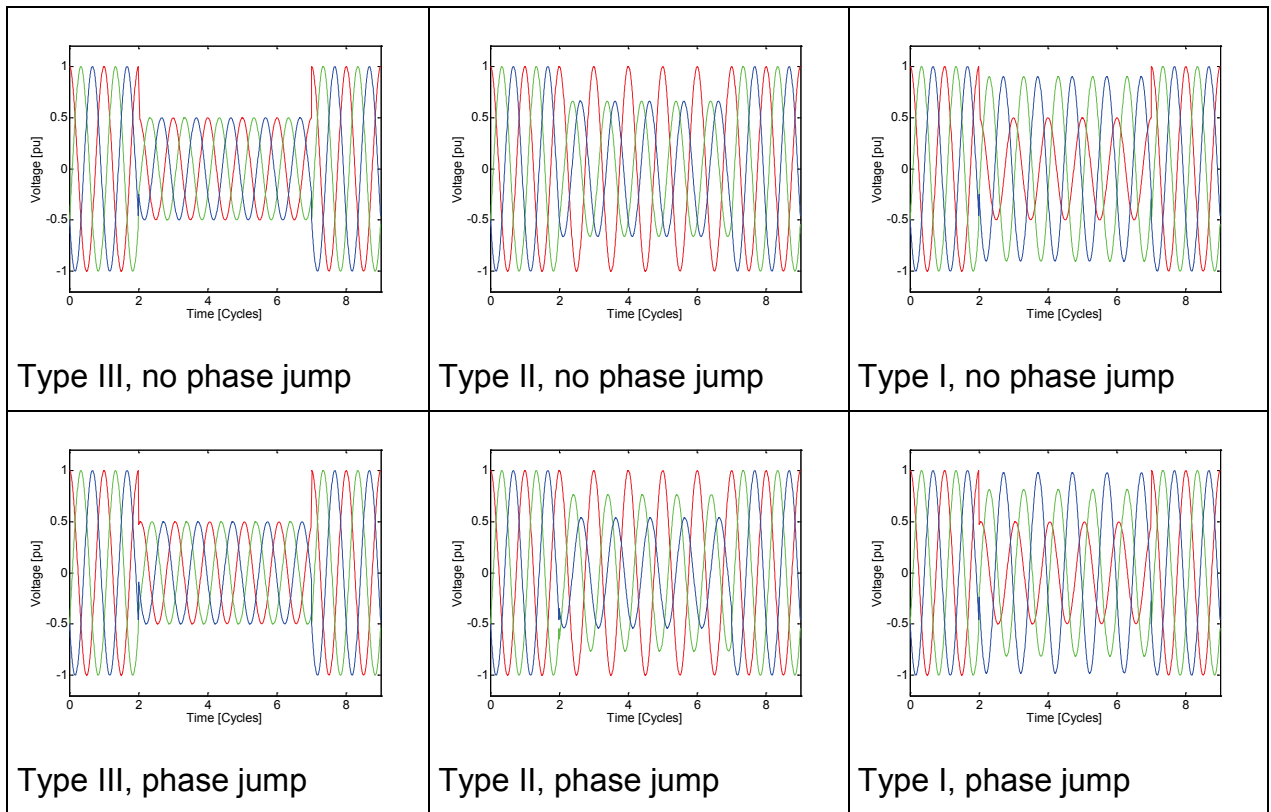 1
0.5
0
-0.5
-1
Voltage [pu]
0 2 4 6 8
Time [Cycles]
Type III, no phase jump
1
0.5
0
-0.5
-1
Voltage [pu]
0 2 4 6 8
Time [Cycles]
Type II, no phase jump
1
0.5
0
-0.5
-1
Voltage [pu]
0 2 4 6 8
Time [Cycles]
Type I, no phase jump
1
0.5
0
-0.5
-1
Voltage [pu]
0 2 4 6 8
Time [Cycles]
Type III, phase jump
1
0.5
0
-0.5
-1
Voltage [pu]
0 2 4 6 8
Time [Cycles]
Type II, phase jump
1
0.5
0
-0.5
-1
Voltage [pu]
0 2 4 6 8
Time [Cycles]
Type I, phase jump